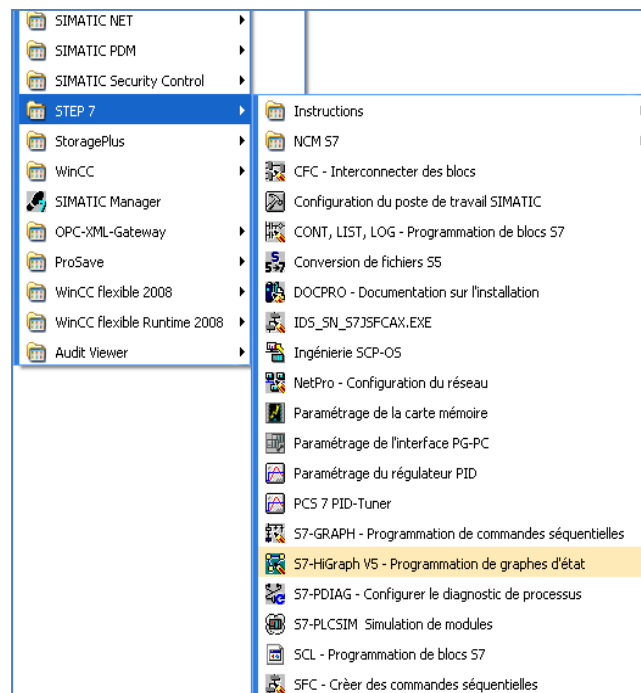 SIMATIC NET
SIMATIC PDM
SIMATIC Security Control
STEP 7
StoragePlus
WinCC
SIMATIC Manager
OPC-XML-Gateway
ProSave
WinCC flexible 2008
WinCC flexible Runtime 2008
Audit Viewer
Instructions
NCM S7
CFC - Interconnecter des blocs
Configuration du poste de travail SIMATIC
CONT, LIST, LOG - Programmation de blocs S7
Conversion de fichiers S5
DOCPRO - Documentation sur l'installation
IDS_SN_S7JSFCAX.EXE
Ingénierie SCP-OS
NetPro - Configuration du réseau
Paramétrage de la carte mémoire
Paramétrage de l'interface PG-PC
Paramétrage du régulateur PID
PCS 7 PID-Tuner
S7-GRAPH - Programmation de commandes séquentielles
S7-HiGraph V5 - Programmation de graphes d'état
S7-PDIAG - Configurer le diagnostic de processus
S7-PLCSIM Simulation de modules
SCL - Programmation de blocs S7
SFC - Crèer des commandes séquentielles